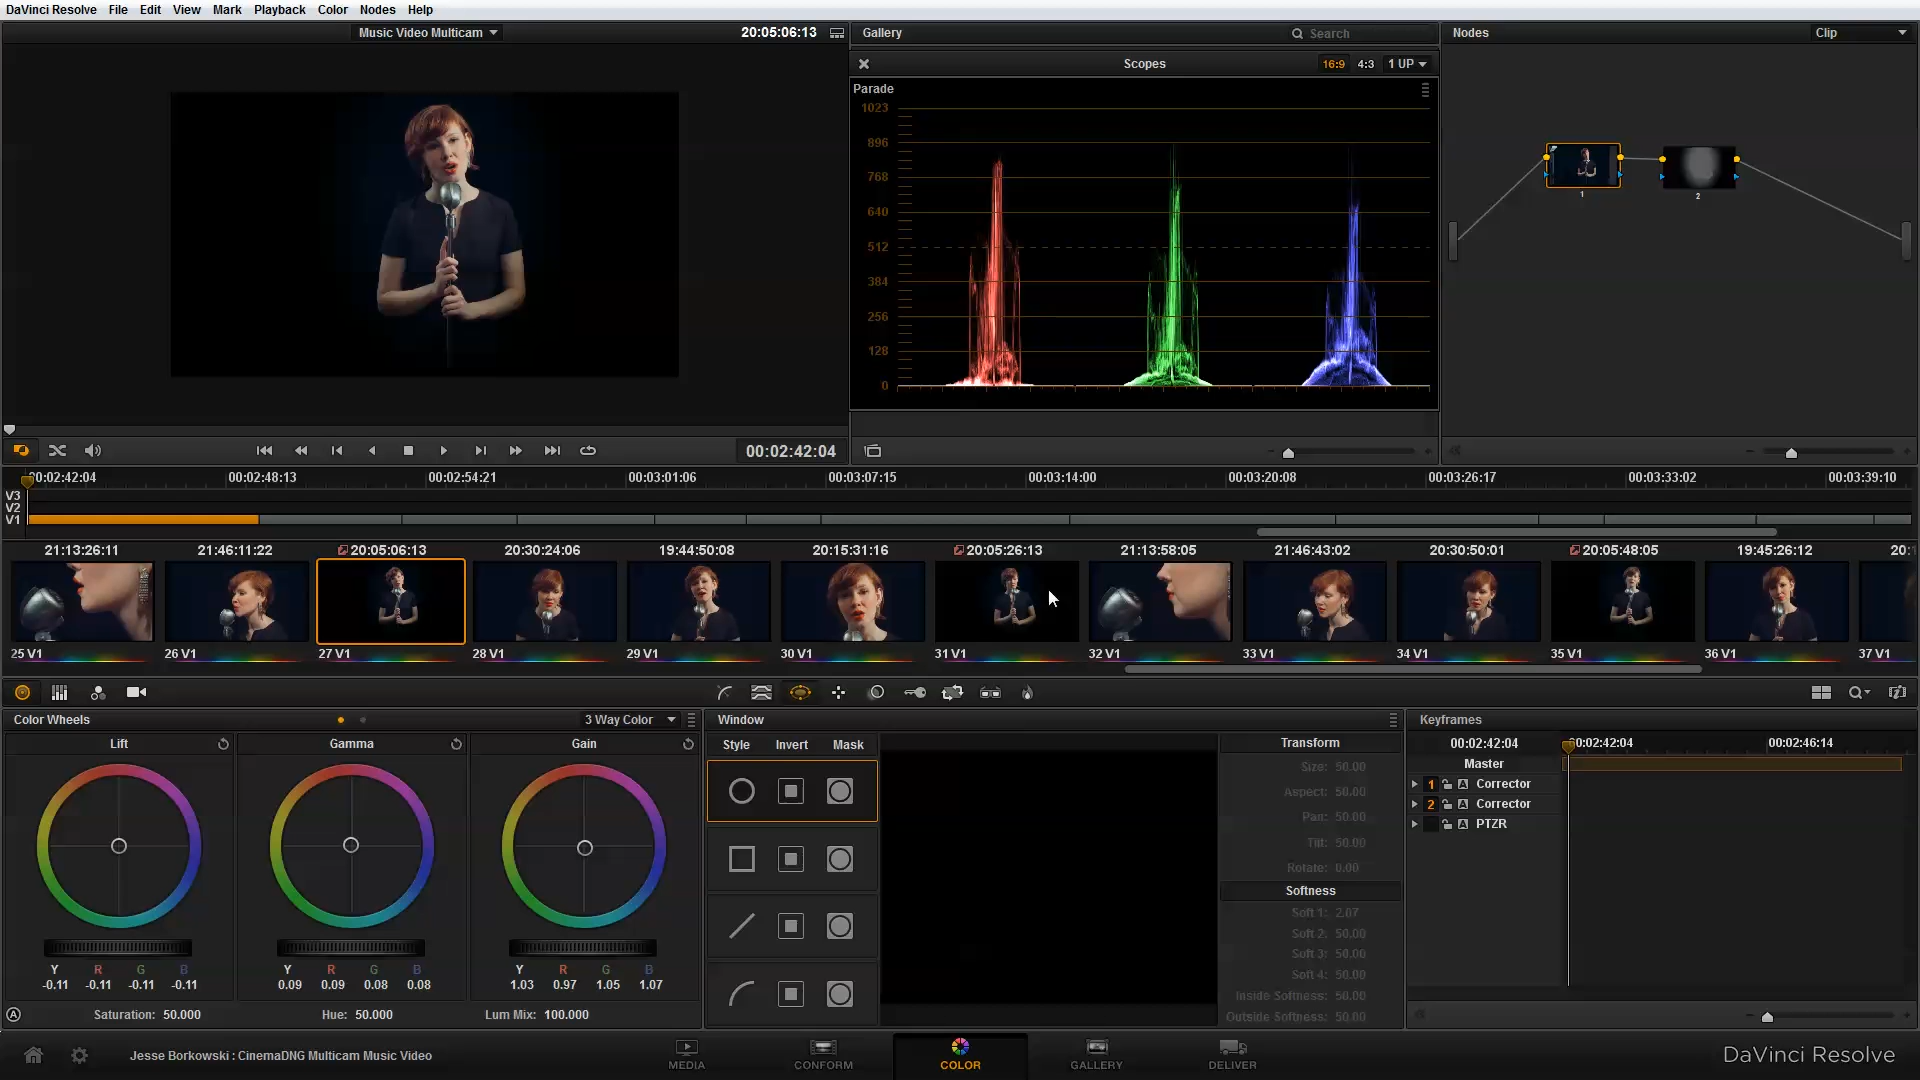 DaVinci Resolve File Edit View Mark Playback Color Nodes Help
Music Video Multicam 20:05:06:13
Gallery Search
Nodes Clip
Scopes 16:9 4:3 1 UP
Parade
1023
896
768
640
512
384
256
128
0
1
2
00:02:42:04
00:02:42:04 00:02:48:13 00:02:54:21 00:03:01:06 00:03:07:15 00:03:14:00 00:03:20:08 00:03:26:17 00:03:33:02 00:03:39:10
V3
V2
V1
21:13:26:11 21:46:11:22 20:05:06:13 20:30:24:06 19:44:50:08 20:15:31:16 20:05:26:13 21:13:58:05 21:46:43:02 20:30:50:01 20:05:48:05 19:45:26:12 20:1
25 V1 26 V1 27 V1 28 V1 29 V1 30 V1 31 V1 32 V1 33 V1 34 V1 35 V1 36 V1 37 V1
Color Wheels 3 Way Color
Lift Gamma Gain
Y R G B Y R G B Y R G B
-0.11 -0.11 -0.11 -0.11 0.09 0.09 0.08 0.08 1.03 0.97 1.05 1.07
A Saturation: 50.000 Hue: 50.000 Lum Mix: 100.000
Window
Style Invert Mask
Transform
Size: 50.00
Aspect: 50.00
Pan: 50.00
Tilt: 50.00
Rotate: 0.00
Softness
Soft 1: 2.07
Soft 2: 50.00
Soft 3: 50.00
Soft 4: 50.00
Inside Softness: 50.00
Outside Softness: 50.00
Keyframes
00:02:42:04 00:02:42:04 00:02:46:14
Master
1 A Corrector
2 A Corrector
A PTZR
Jesse Borkowski : CinemaDNG Multicam Music Video
MEDIA CONFORM COLOR GALLERY DELIVER
DaVinci Resolve